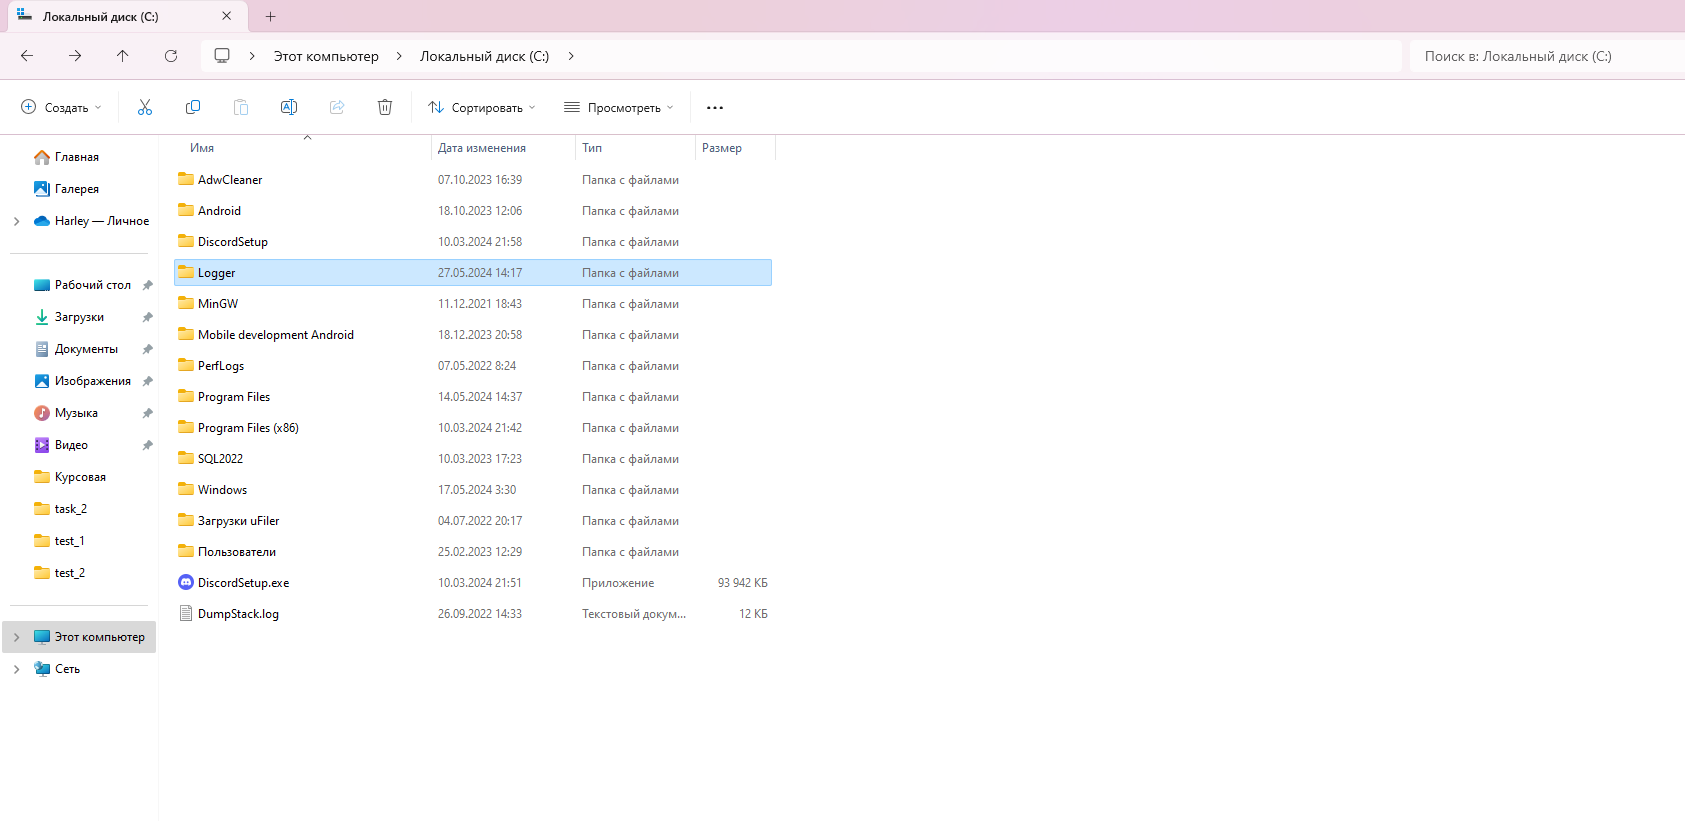 Локальный диск (C:)
Этот компьютер Локальный диск (C:) Поиск в: Локальный диск (C:)
Создать Сортировать Просмотреть
Имя Дата изменения Тип Размер
Главная
Галерея
Harley — Личное
Рабочий стол
Загрузки
Документы
Изображения
Музыка
Видео
Курсовая
task_2
test_1
test_2
Этот компьютер
Сеть
AdwCleaner 07.10.2023 16:39 Папка с файлами
Android 18.10.2023 12:06 Папка с файлами
DiscordSetup 10.03.2024 21:58 Папка с файлами
Logger 27.05.2024 14:17 Папка с файлами
MinGW 11.12.2021 18:43 Папка с файлами
Mobile development Android 18.12.2023 20:58 Папка с файлами
PerfLogs 07.05.2022 8:24 Папка с файлами
Program Files 14.05.2024 14:37 Папка с файлами
Program Files (x86) 10.03.2024 21:42 Папка с файлами
SQL2022 10.03.2023 17:23 Папка с файлами
Windows 17.05.2024 3:30 Папка с файлами
Загрузки uFiler 04.07.2022 20:17 Папка с файлами
Пользователи 25.02.2023 12:29 Папка с файлами
DiscordSetup.exe 10.03.2024 21:51 Приложение 93 942 КБ
DumpStack.log 26.09.2022 14:33 Текстовый докум... 12 КБ